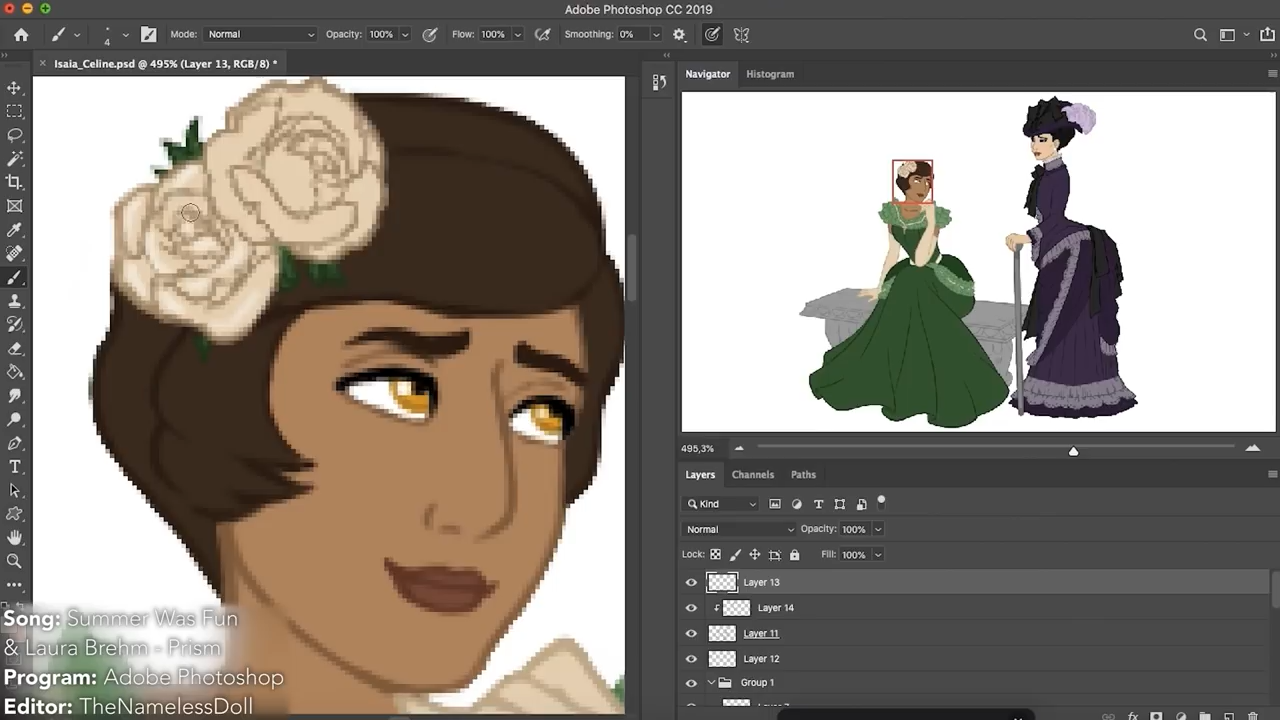 Adobe Photoshop CC 2019
4
Mode: Normal
Opacity: 100%
Flow: 100%
Smoothing: 0%
Isaia_Celine.psd @ 495% (Layer 13, RGB/8) *
Navigator
Histogram
495,3%
Layers
Channels
Paths
Kind
Normal
Opacity: 100%
Lock:
Fill: 100%
Layer 13
Layer 14
Layer 11
Layer 12
Group 1
Song: Summer Was Fun
& Laura Brehm - Prism
Program: Adobe Photoshop
Editor: TheNamelessDoll